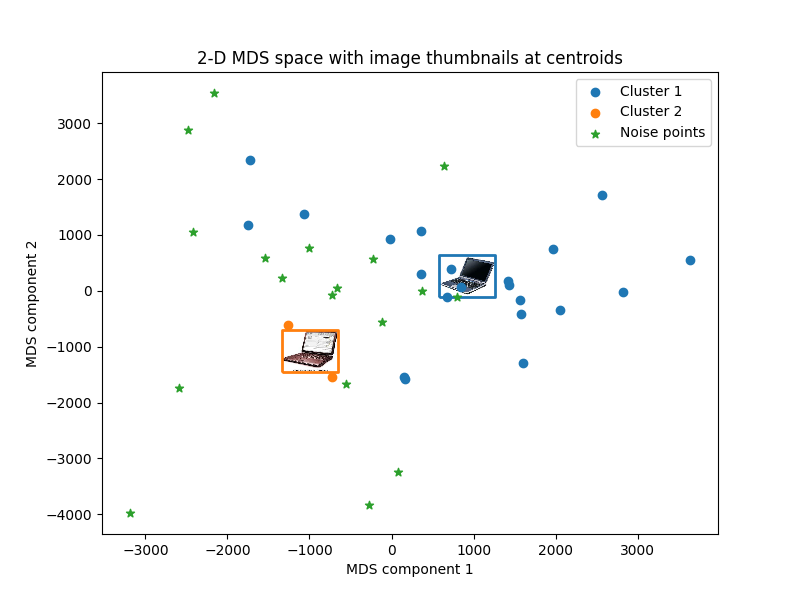 2-D MDS space with image thumbnails at centroids
Cluster 1
Cluster 2
Noise points
3000
2000
1000
0
−1000
−2000
−3000
−4000
MDS component 2
−3000 −2000 −1000 0 1000 2000 3000
MDS component 1